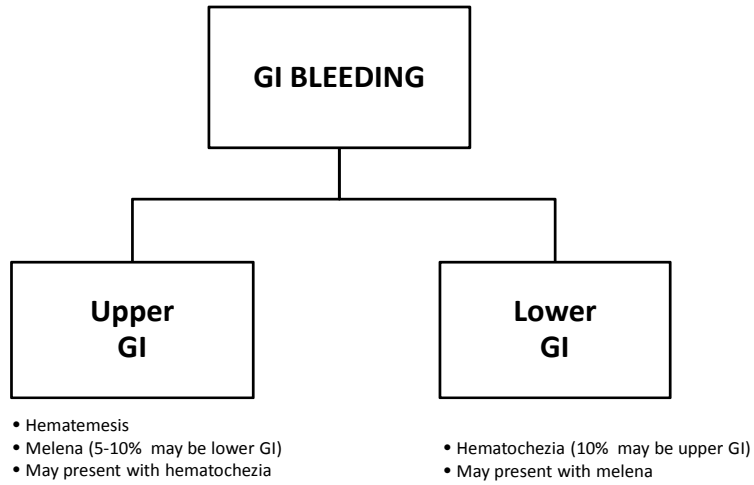 GI BLEEDING
Upper
GI
Lower
GI
• Hematemesis
• Melena (5-10% may be lower GI)
• May present with hematochezia
• Hematochezia (10% may be upper GI)
• May present with melena